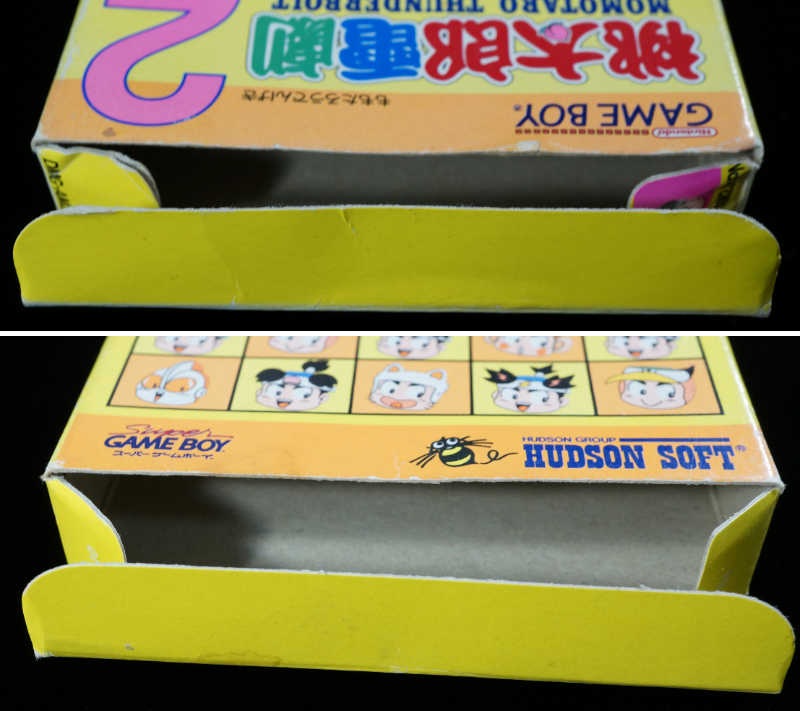 Nintendo
GAME BOY
ももたろうでんげき
桃太郎電劇
2
MOMOTARO THUNDERBOLT
Super
GAME BOY
スーパーゲームボーイ
HUDSON GROUP
HUDSON SOFT®